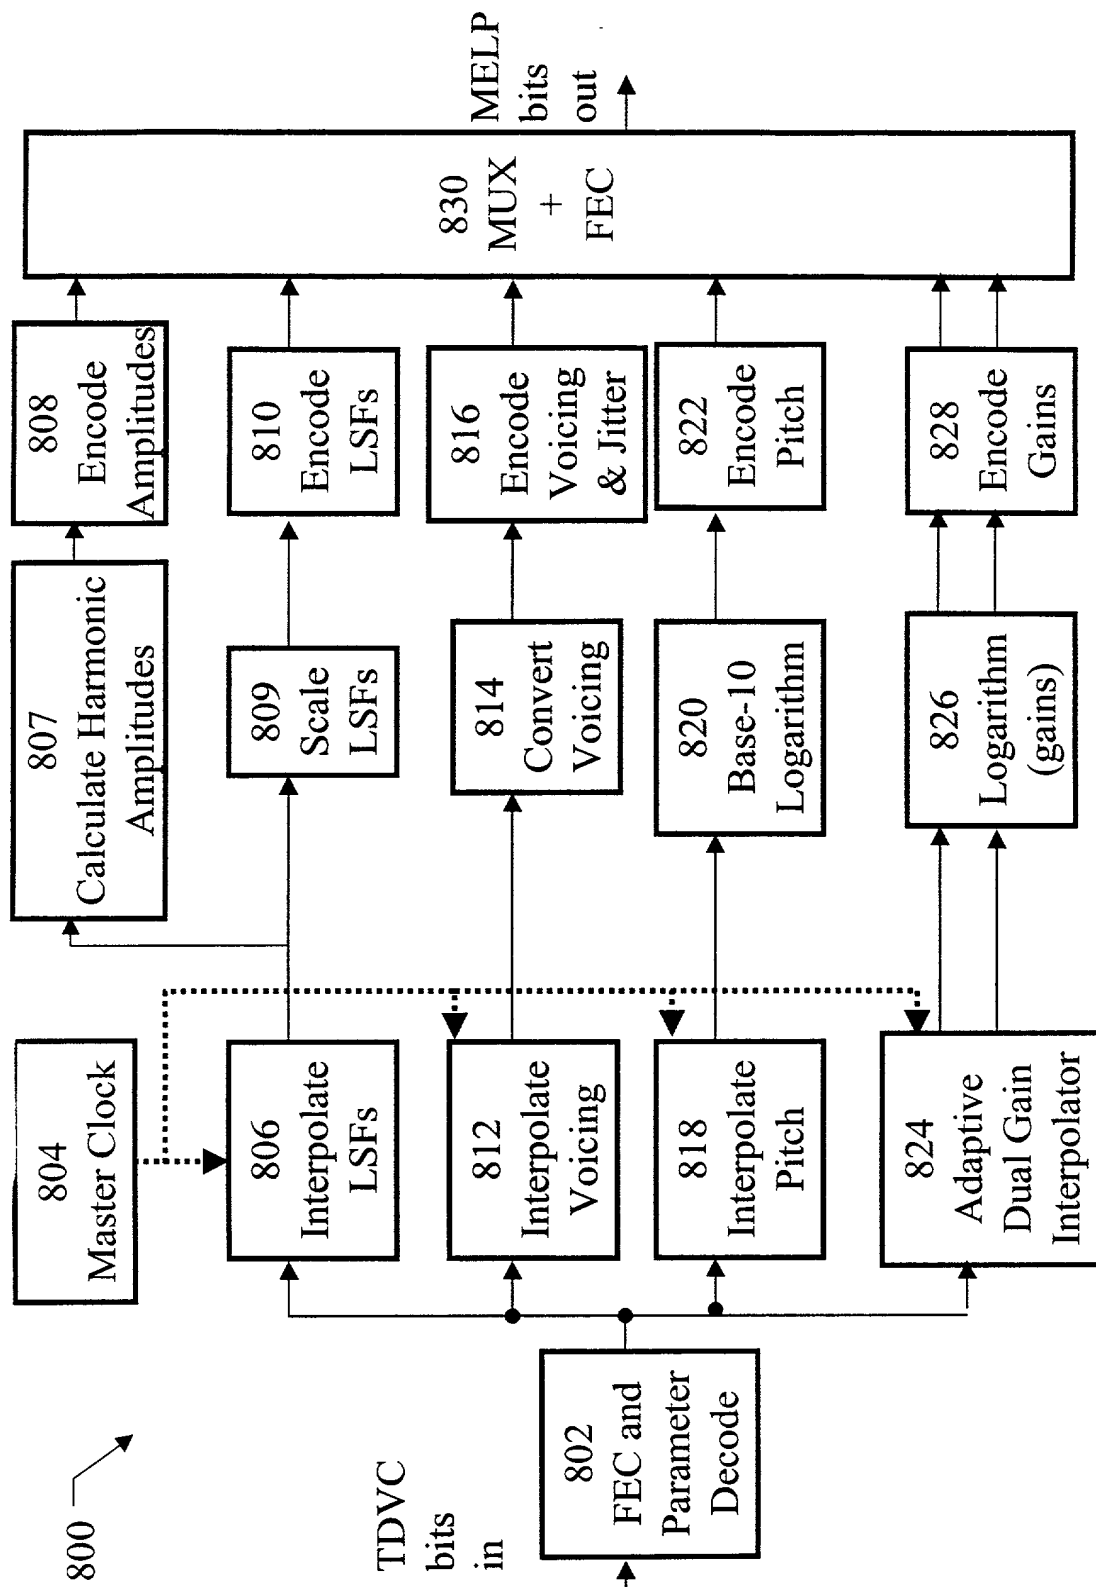 800
TDVC
bits
in
802
FEC and
Parameter
Decode
804
Master Clock
806
Interpolate
LSFs
812
Interpolate
Voicing
818
Interpolate
Pitch
824
Adaptive
Dual Gain
Interpolator
807
Calculate Harmonic
Amplitudes
809
Scale
LSFs
814
Convert
Voicing
820
Base-10
Logarithm
826
Logarithm
(gains)
808
Encode
Amplitudes
810
Encode
LSFs
816
Encode
Voicing
& Jitter
822
Encode
Pitch
828
Encode
Gains
830
MUX
+
FEC
MELP
bits
out